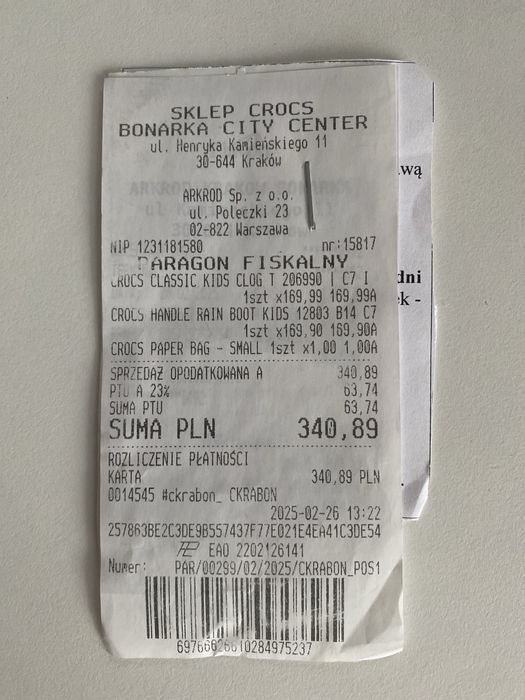 SKLEP CROCS
BONARKA CITY CENTER
ul. Henryka Kamieńskiego 11
30-644 Kraków
ARKROD Sp. z o.o.
ul. Poleczki 23
02-822 Warszawa
NIP 1231181580 nr:15817
PARAGON FISKALNY
CROCS CLASSIC KIDS CLOG T 206990 | C7 I
1szt x169,99 169,99A
CROCS HANDLE RAIN BOOT KIDS 12803 B14 C7
1szt x169,90 169,90A
CROCS PAPER BAG - SMALL 1szt x1,00 1,00A
SPRZEDAŻ OPODATKOWANA A 340,89
PTU A 23% 63,74
SUMA PTU 63,74
SUMA PLN 340,89
ROZLICZENIE PŁATNOŚCI
KARTA 340,89 PLN
0014545 #ckrabon_ CKRABON
2025-02-26 13:22
257863BE2C3DE9B557437F77E021E4EA41C3DE54
EAO 2202126141
Numer: PAR/00299/02/2025/CKRABON_POS1